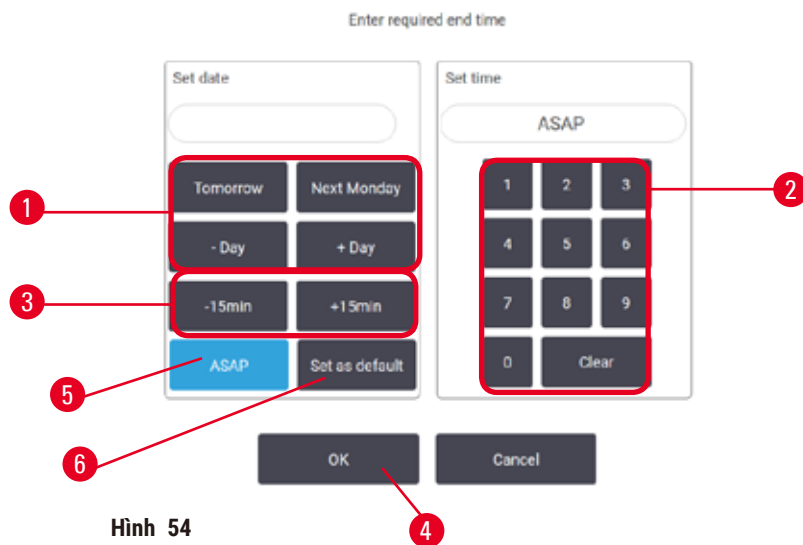 Enter required end time
Set date
Set time
ASAP
Tomorrow Next Monday
- Day + Day
-15min +15min
ASAP Set as default
1 2 3
4 5 6
7 8 9
0 Clear
OK Cancel
1
2
3
5
6
4
Hình 54